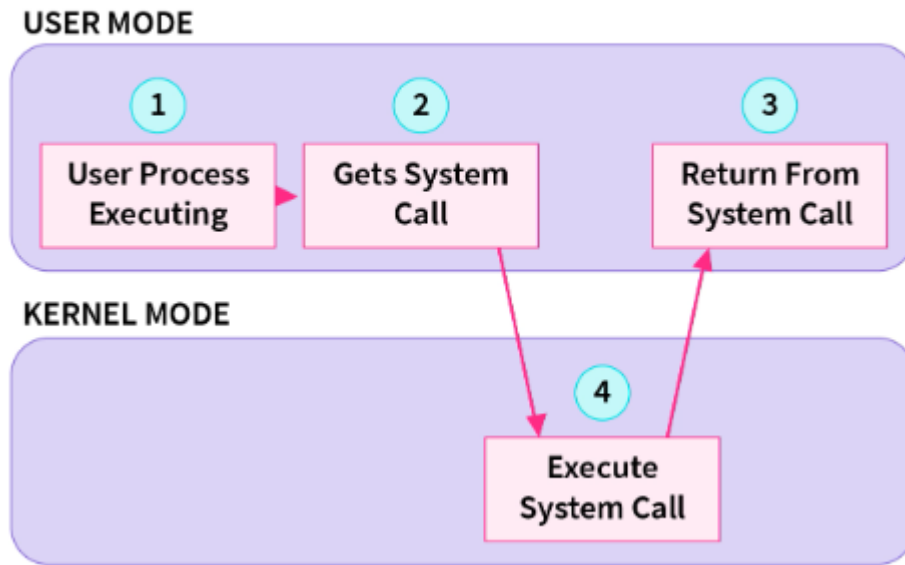 USER MODE
1
2
3
User Process
Executing
Gets System
Call
Return From
System Call
KERNEL MODE
4
Execute
System Call